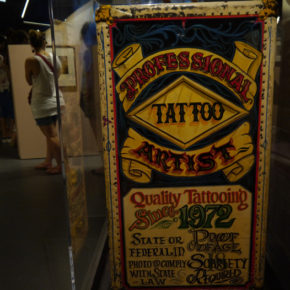 PROFESSIONAL
TATTOO
ARTIST
Quality Tattooing
Since 1972
STATE OR
FEDERAL I.D.
PHOTO @ COMPLY
WITH STATE
LAW
PROOF
OF AGE
SOBRIETY
Required